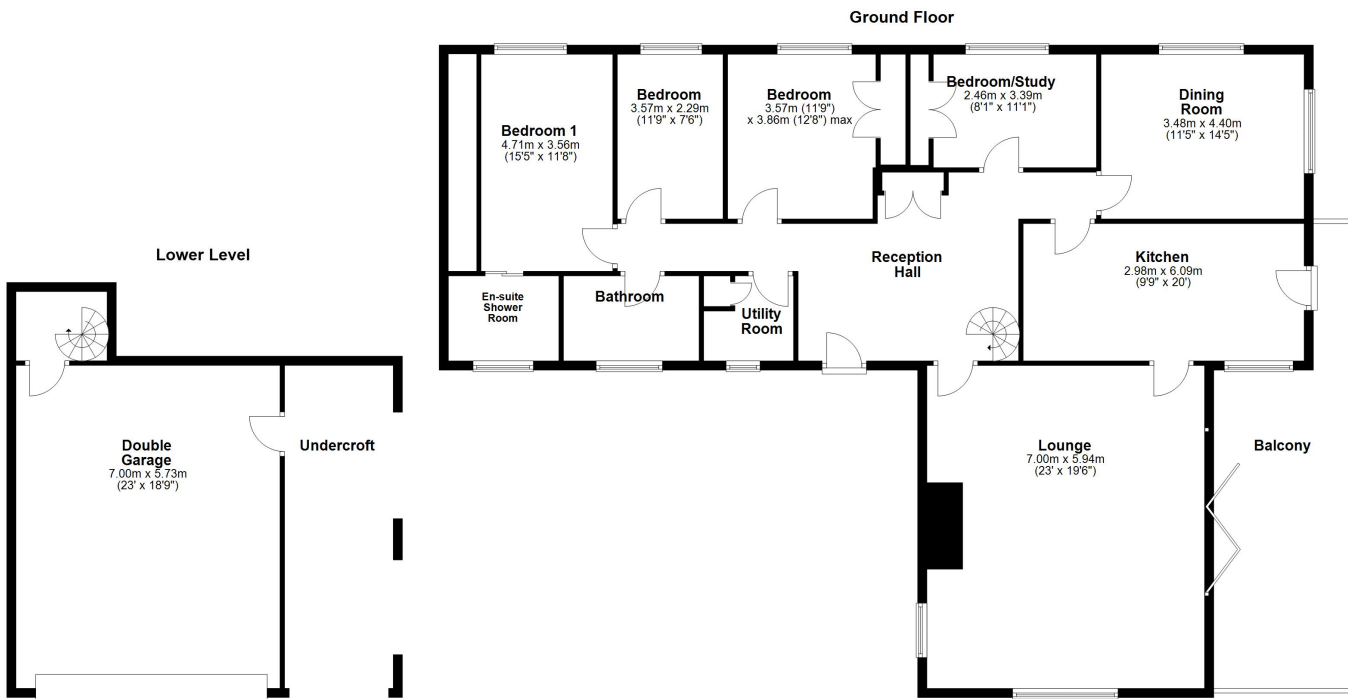 Ground Floor
Bedroom 1
4.71m x 3.56m
(15'5" x 11'8")
Bedroom
3.57m x 2.29m
(11'9" x 7'6")
Bedroom
3.57m (11'9")
x 3.86m (12'8") max
Bedroom/Study
2.46m x 3.39m
(8'1" x 11'1")
Dining
Room
3.48m x 4.40m
(11'5" x 14'5")
Lower Level
Reception
Hall
Kitchen
2.98m x 6.09m
(9'9" x 20')
En-suite
Shower
Room
Bathroom
Utility
Room
Double
Garage
7.00m x 5.73m
(23' x 18'9")
Undercroft
Lounge
7.00m x 5.94m
(23' x 19'6")
Balcony